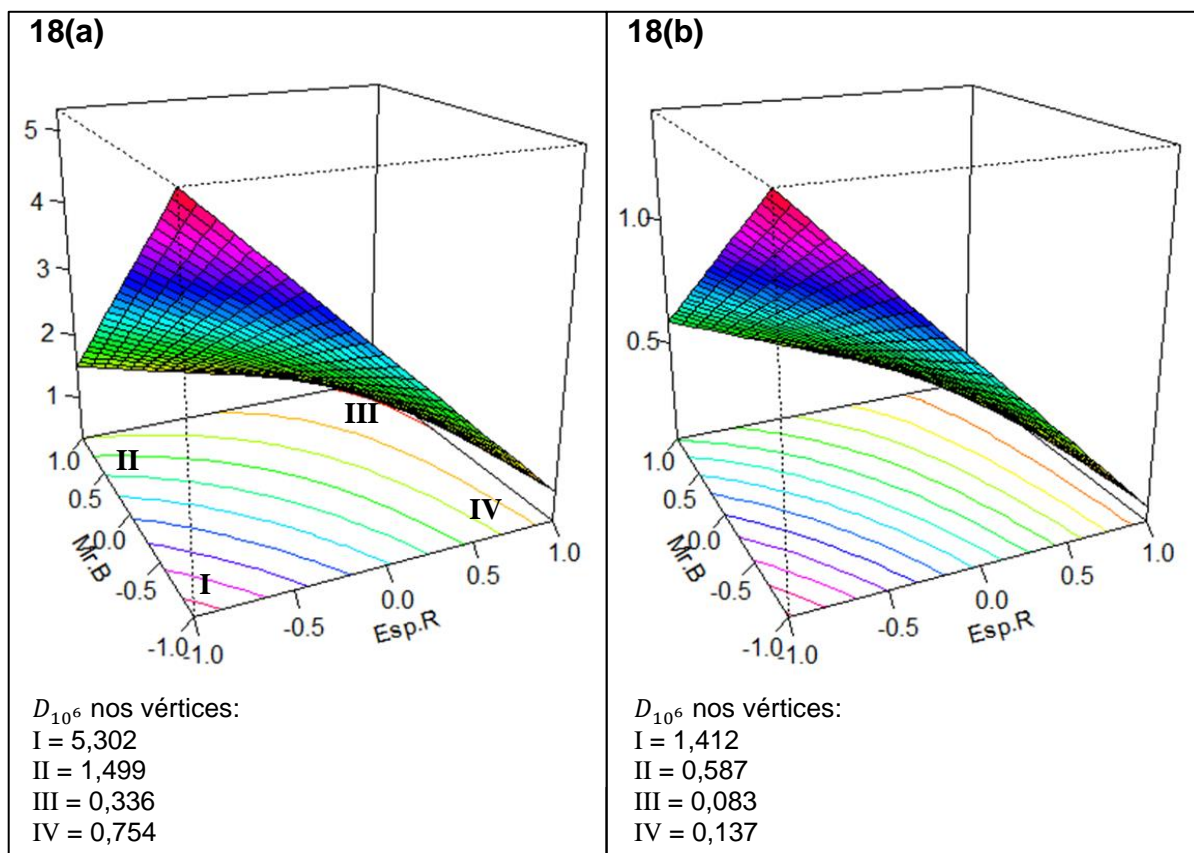 18(a)
5
4
3
2
1
1.0
0.5
0.0
-0.5
-1.0
Mr.B
-1.0
-0.5
0.0
0.5
1.0
Esp.R
I
II
III
IV
𝐷₁₀⁶ nos vértices:
I = 5,302
II = 1,499
III = 0,336
IV = 0,754
18(b)
1.0
0.5
1.0
0.5
0.0
-0.5
-1.0
Mr.B
-1.0
-0.5
0.0
0.5
1.0
Esp.R
𝐷₁₀⁶ nos vértices:
I = 1,412
II = 0,587
III = 0,083
IV = 0,137